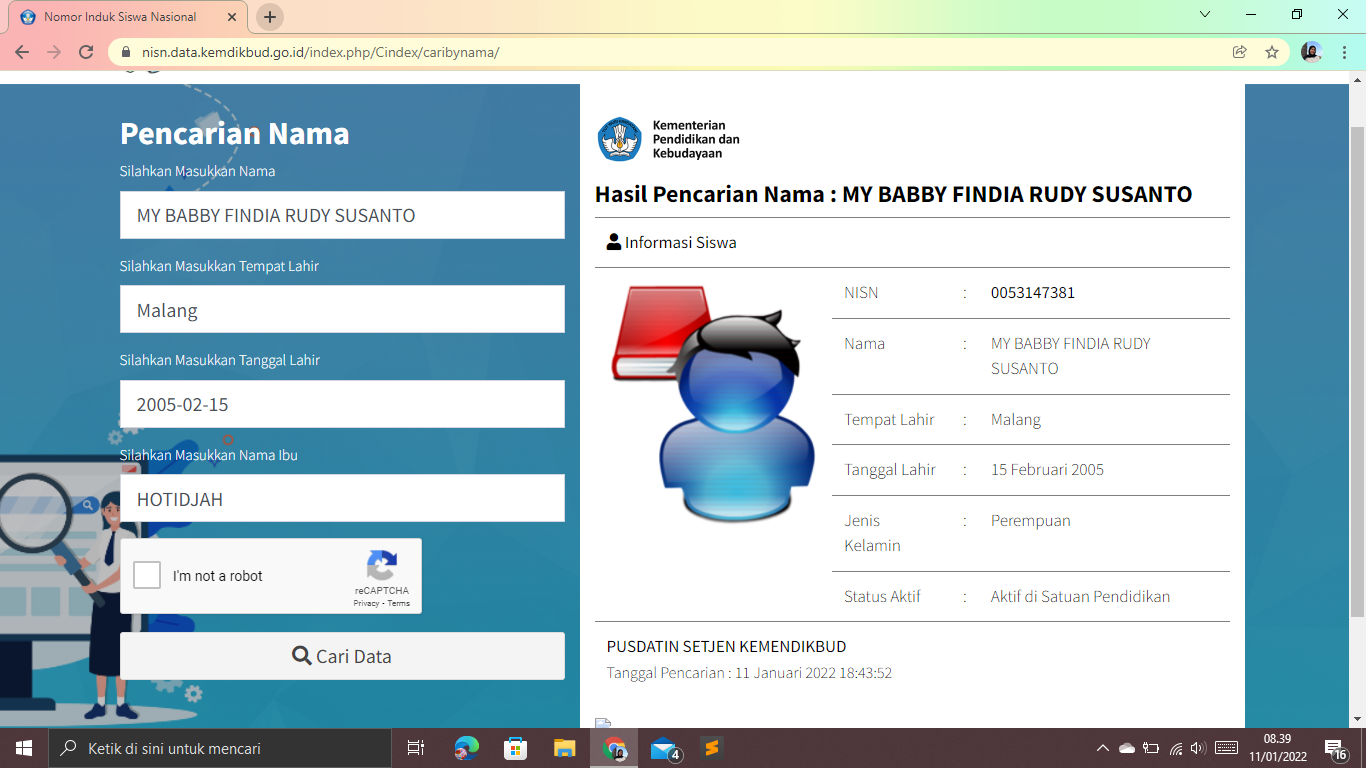 Nomor Induk Siswa Nasional
nisn.data.kemdikbud.go.id/index.php/Cindex/caribynama/
Pencarian Nama
Silahkan Masukkan Nama
MY BABBY FINDIA RUDY SUSANTO
Silahkan Masukkan Tempat Lahir
Malang
Silahkan Masukkan Tanggal Lahir
2005-02-15
Silahkan Masukkan Nama Ibu
HOTIDJAH
I'm not a robot
reCAPTCHA
Privacy - Terms
Cari Data
Kementerian
Pendidikan dan
Kebudayaan
Hasil Pencarian Nama : MY BABBY FINDIA RUDY SUSANTO
Informasi Siswa
NISN : 0053147381
Nama : MY BABBY FINDIA RUDY
SUSANTO
Tempat Lahir : Malang
Tanggal Lahir : 15 Februari 2005
Jenis : Perempuan
Kelamin
Status Aktif : Aktif di Satuan Pendidikan
PUSDATIN SETJEN KEMENDIKBUD
Tanggal Pencarian : 11 Januari 2022 18:43:52
Ketik di sini untuk mencari
4
08.39
11/01/2022
16